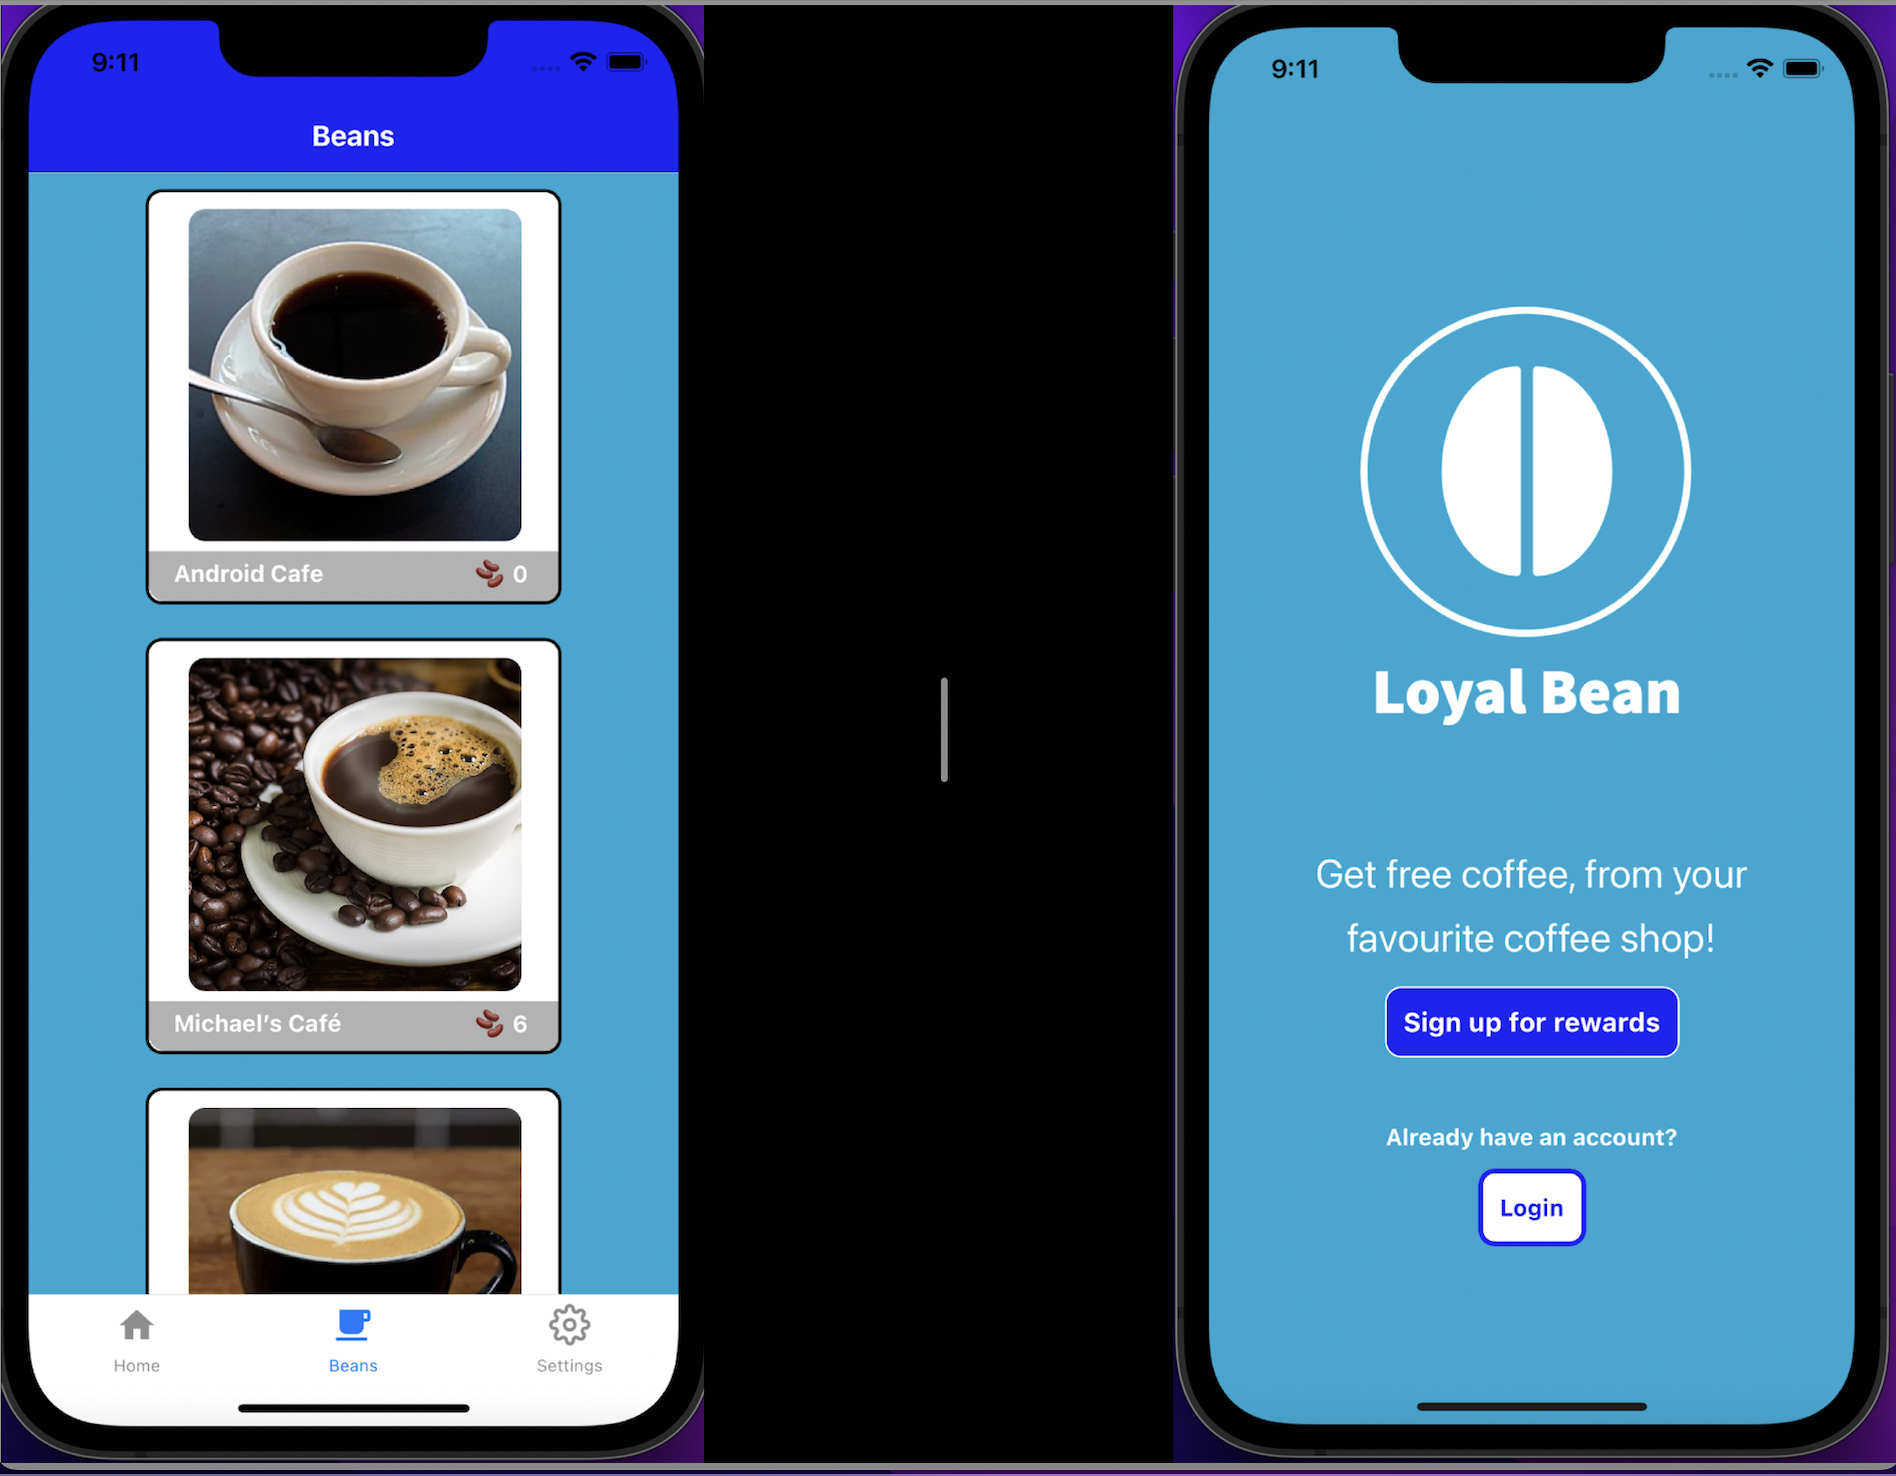 9:11
Beans
Android Cafe 0
Michael's Café 6
Home Beans Settings
9:11
Loyal Bean
Get free coffee, from your
favourite coffee shop!
Sign up for rewards
Already have an account?
Login